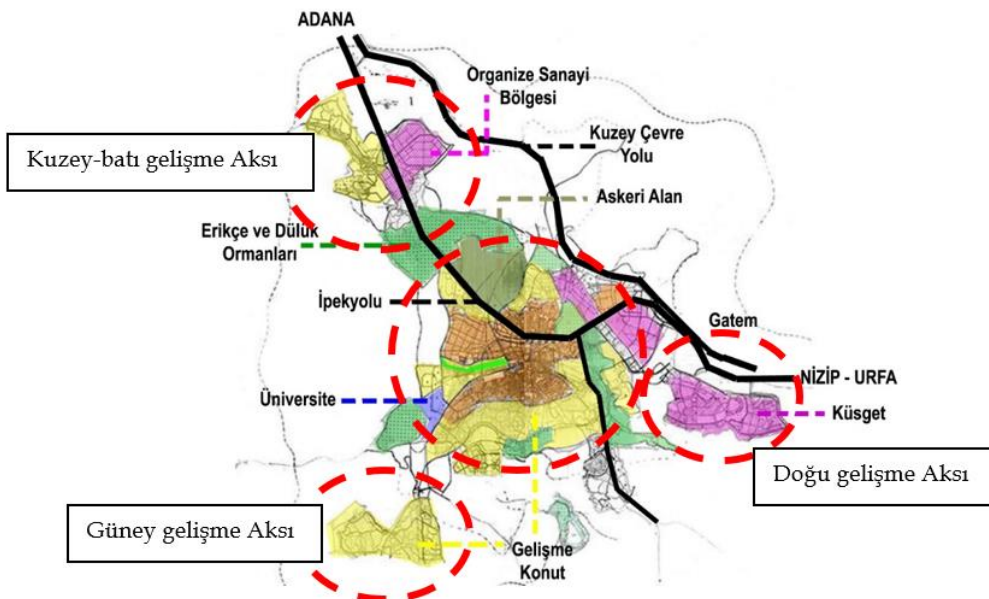 ADANA
Organize Sanayi
Bölgesi
Kuzey Çevre
Yolu
Kuzey-batı gelişme Aksı
Askeri Alan
Erikçe ve Dülük
Ormanları
İpekyolu
Gatem
NİZİP - URFA
Üniversite
Küsget
Doğu gelişme Aksı
Güney gelişme Aksı
Gelişme
Konut